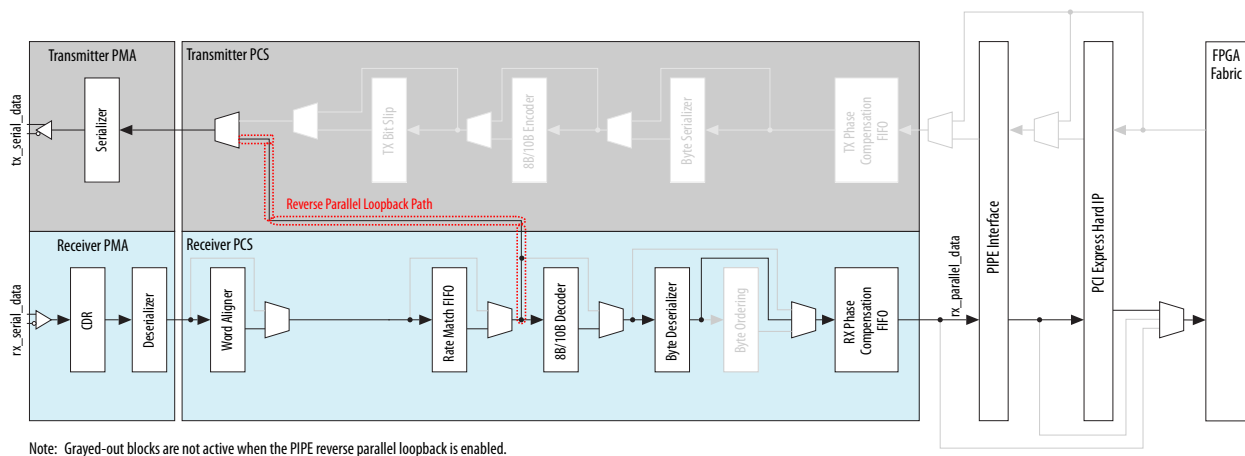 Transmitter PMA
Transmitter PCS
FPGA
Fabric
tx_serial_data
Serializer
TX Bit Slip
8B/10B Encoder
Byte Serializer
TX Phase
Compensation
FIFO
Reverse Parallel Loopback Path
Receiver PMA
Receiver PCS
rx_serial_data
CDR
Deserializer
Word Aligner
Rate Match FIFO
8B/10B Decoder
Byte Deserializer
Byte Ordering
RX Phase
Compensation
FIFO
rx_parallel_data
PIPE Interface
PCI Express Hard IP
Note: Grayed-out blocks are not active when the PIPE reverse parallel loopback is enabled.